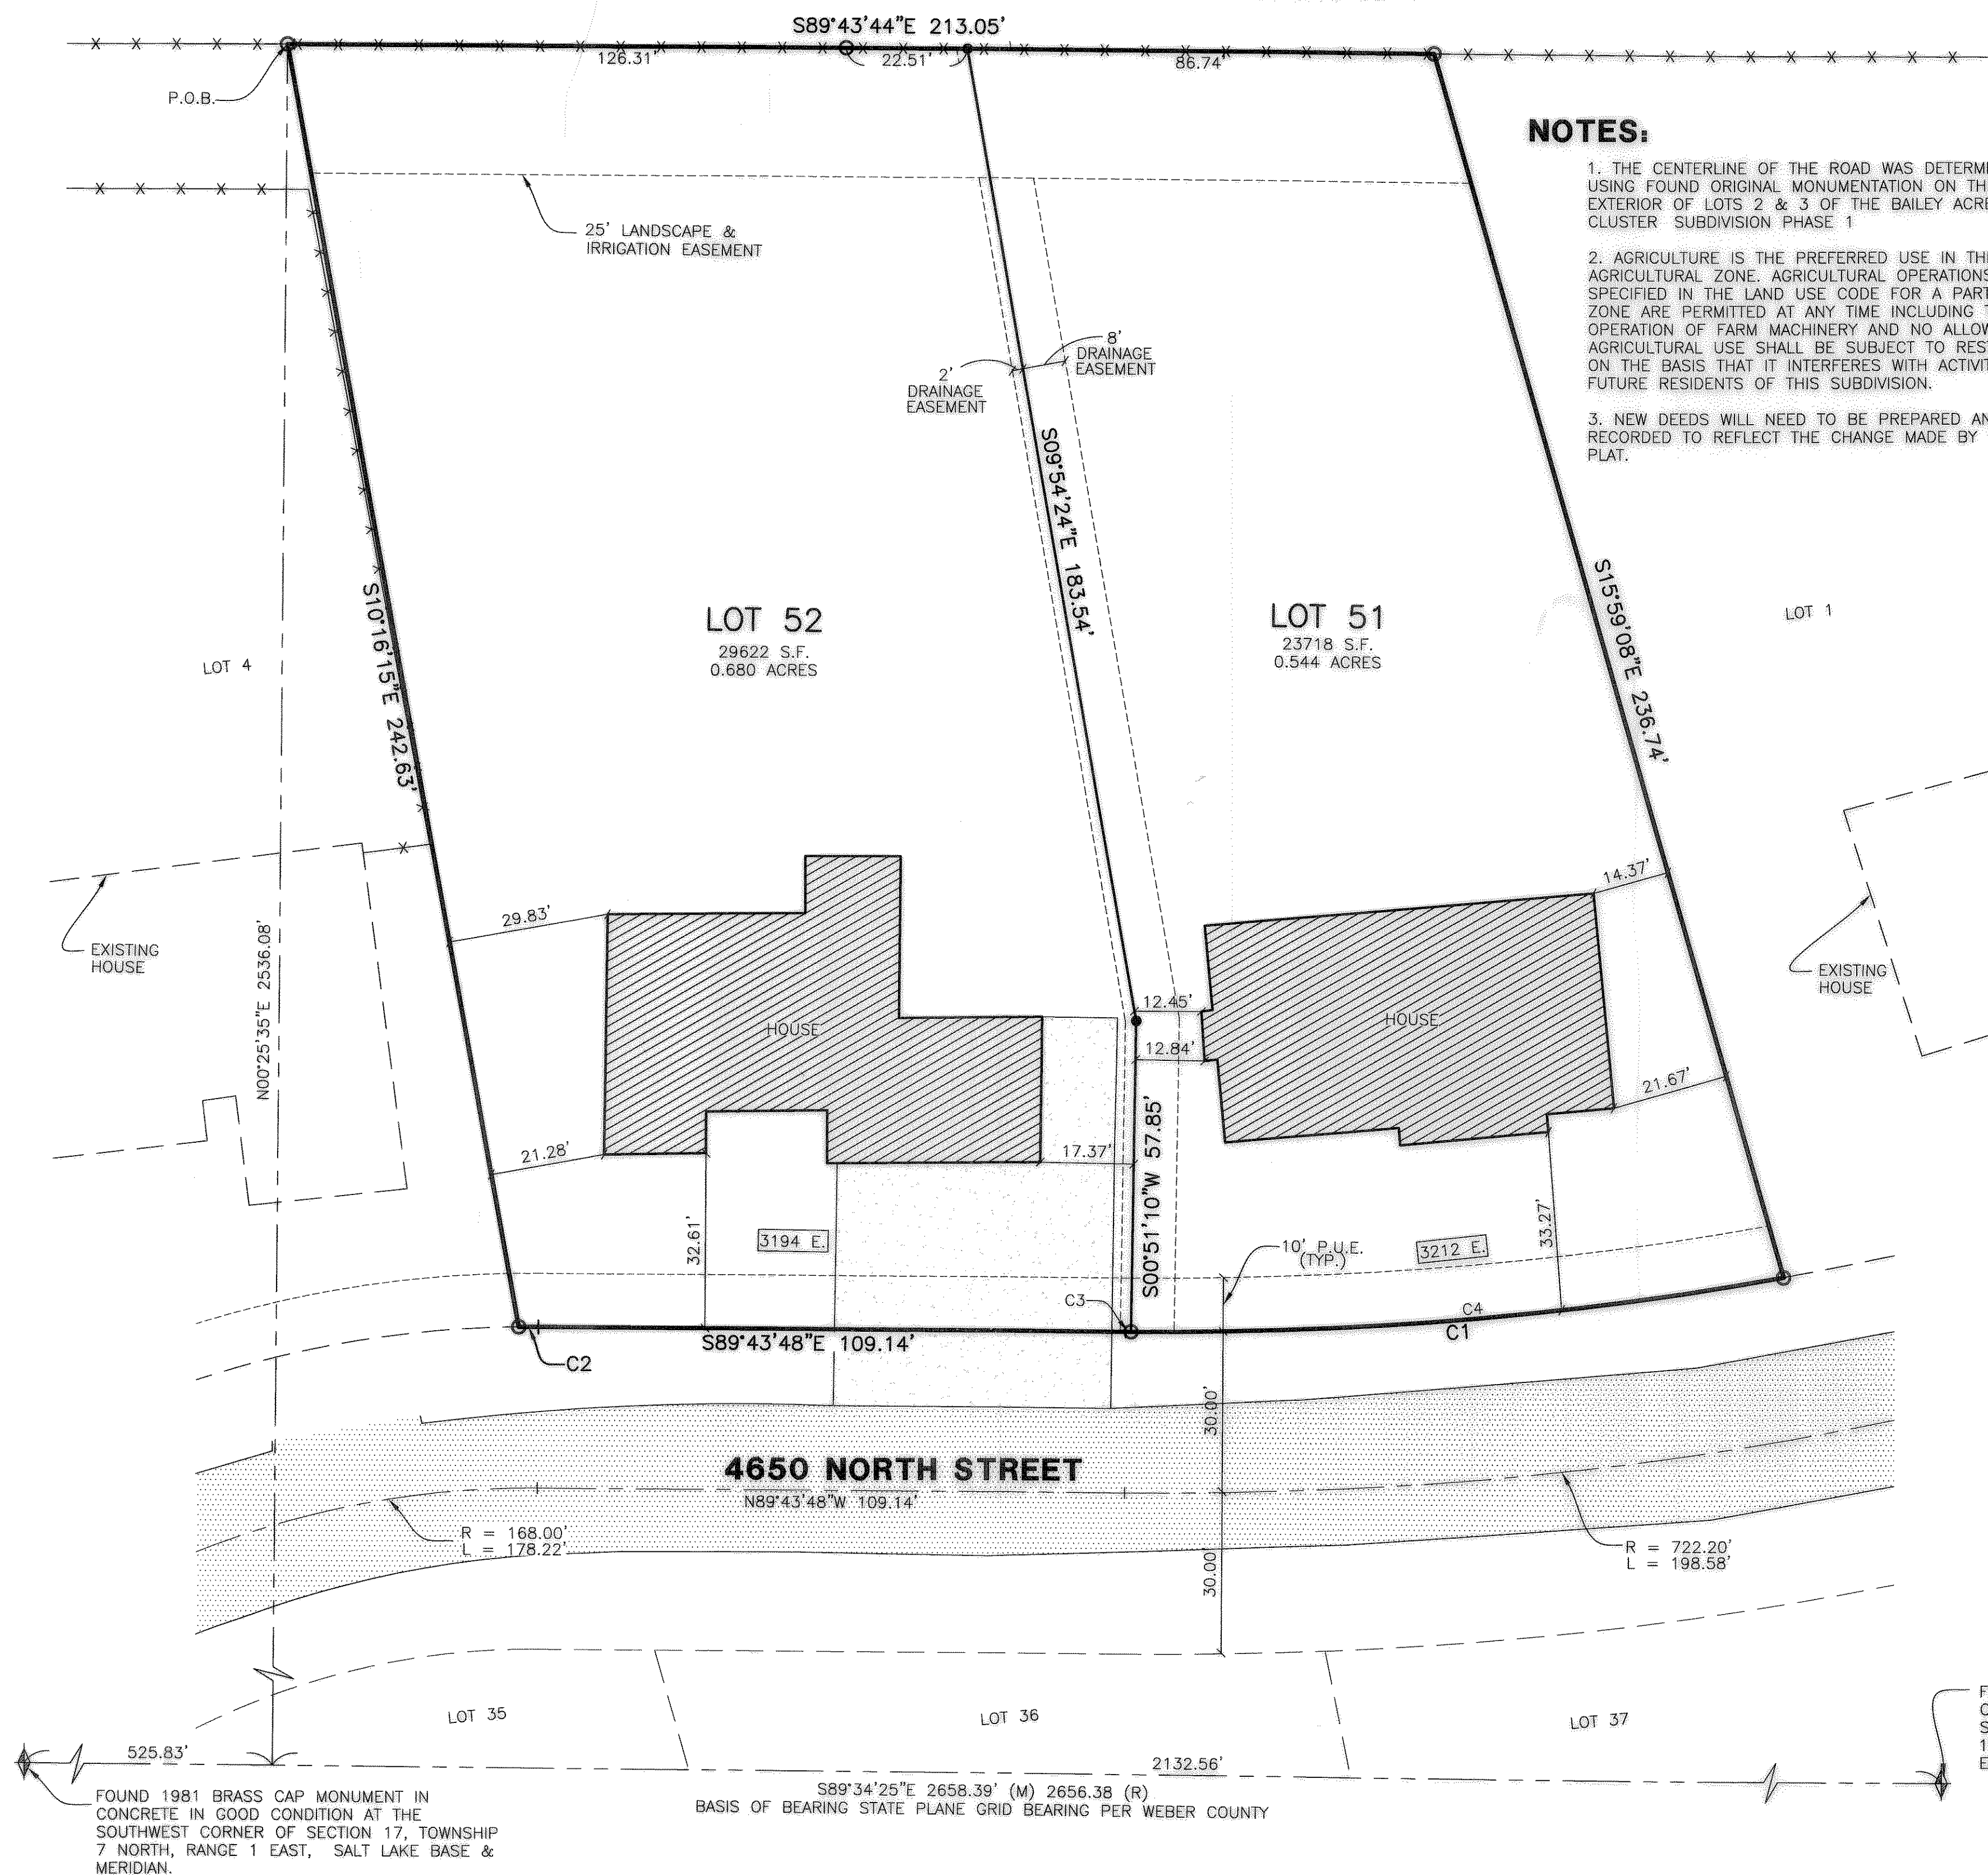 S89°43'44"E 213.05'
126.31'
22.51'
86.74'
P.O.B.
NOTES:
1. THE CENTERLINE OF THE ROAD WAS DETERM
USING FOUND ORIGINAL MONUMENTATION ON TH
EXTERIOR OF LOTS 2 & 3 OF THE BAILEY ACRE
CLUSTER SUBDIVISION PHASE 1
2. AGRICULTURE IS THE PREFERRED USE IN TH
AGRICULTURAL ZONE. AGRICULTURAL OPERATIONS
SPECIFIED IN THE LAND USE CODE FOR A PART
ZONE ARE PERMITTED AT ANY TIME INCLUDING T
OPERATION OF FARM MACHINERY AND NO ALLOW
AGRICULTURAL USE SHALL BE SUBJECT TO REST
ON THE BASIS THAT IT INTERFERES WITH ACTIVIT
FUTURE RESIDENTS OF THIS SUBDIVISION.
3. NEW DEEDS WILL NEED TO BE PREPARED AN
RECORDED TO REFLECT THE CHANGE MADE BY
PLAT.
25' LANDSCAPE &
IRRIGATION EASEMENT
8'
DRAINAGE
EASEMENT
2'
DRAINAGE
EASEMENT
S09°54'24"E 183.54'
S10°16'15"E 242.63'
S15°59'08"E 236.74'
LOT 52
29622 S.F.
0.680 ACRES
LOT 51
23718 S.F.
0.544 ACRES
LOT 1
LOT 4
29.83'
14.37'
EXISTING
HOUSE
N00°25'35"E 2536.08'
HOUSE
12.45'
HOUSE
EXISTING
HOUSE
12.84'
21.67'
21.28'
17.37'
S00°51'10"W 57.85'
32.61'
3194 E.
10' P.U.E.
(TYP.)
3212 E.
33.27'
C3
C4
C1
S89°43'48"E 109.14'
C2
30.00'
4650 NORTH STREET
N89°43'48"W 109.14'
R = 168.00'
L = 178.22'
R = 722.20'
L = 198.58'
30.00'
LOT 35
LOT 36
LOT 37
525.83'
2132.56'
S89°34'25"E 2658.39' (M) 2656.38 (R)
BASIS OF BEARING STATE PLANE GRID BEARING PER WEBER COUNTY
FOUND 1981 BRASS CAP MONUMENT IN
CONCRETE IN GOOD CONDITION AT THE
SOUTHWEST CORNER OF SECTION 17, TOWNSHIP
7 NORTH, RANGE 1 EAST, SALT LAKE BASE &
MERIDIAN.
F
C
S
1
E